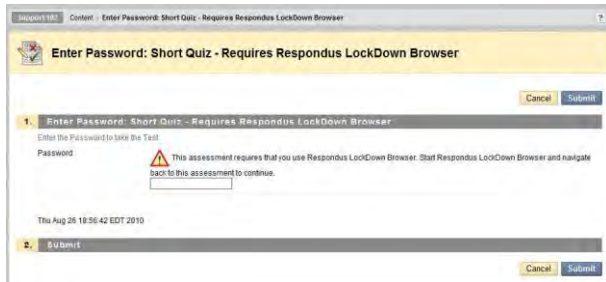 Support 102 Content > Enter Password: Short Quiz - Requires Respondus LockDown Browser ?
Enter Password: Short Quiz - Requires Respondus LockDown Browser
Cancel Submit
1. Enter Password: Short Quiz - Requires Respondus LockDown Browser
Enter the Password to take the Test
Password This assessment requires that you use Respondus LockDown Browser. Start Respondus LockDown Browser and navigate
back to this assessment to continue.
Thu Aug 26 18:56:42 EDT 2010
2. Submit
Cancel Submit